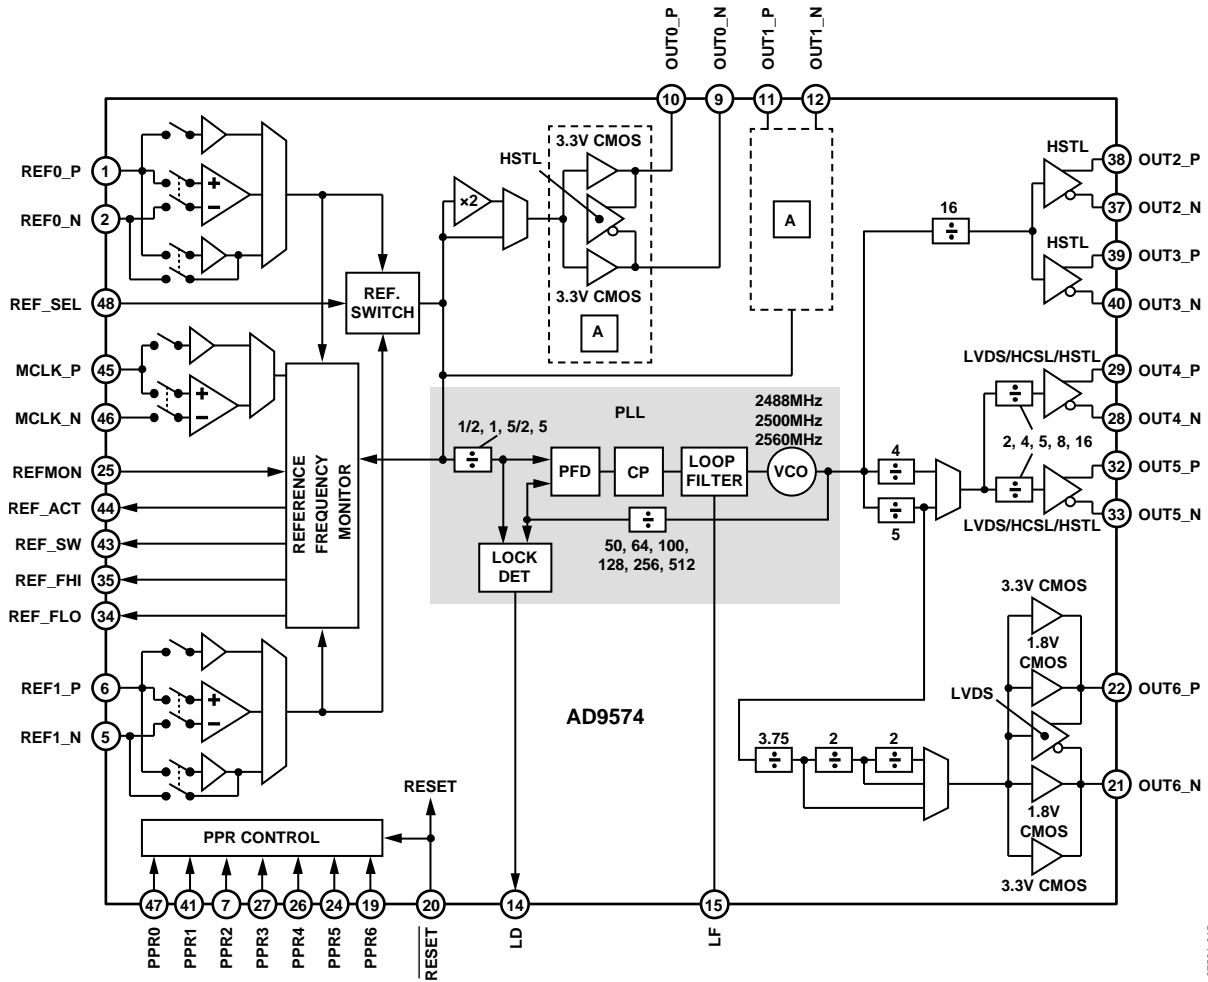 OUT0_P
OUT0_N
OUT1_P
OUT1_N
10
9
11
12
3.3V CMOS
HSTL
×2
3.3V CMOS
A
A
REF0_P
1
REF0_N
2
+
−
REF_SEL
48
REF.
SWITCH
MCLK_P
45
MCLK_N
46
+
−
REFMON
25
REF_ACT
44
REF_SW
43
REF_FHI
35
REF_FLO
34
REFERENCE
FREQUENCY
MONITOR
REF1_P
6
REF1_N
5
+
−
PLL
1/2, 1, 5/2, 5
÷
PFD
CP
LOOP
FILTER
2488MHz
2500MHz
2560MHz
VCO
÷
50, 64, 100,
128, 256, 512
LOCK
DET
16
÷
HSTL
38
OUT2_P
37
OUT2_N
HSTL
39
OUT3_P
40
OUT3_N
LVDS/HCSL/HSTL
29
OUT4_P
28
OUT4_N
÷
2, 4, 5, 8, 16
÷
32
OUT5_P
33
OUT5_N
LVDS/HCSL/HSTL
4
÷
÷
5
3.3V CMOS
1.8V
CMOS
LVDS
22
OUT6_P
21
OUT6_N
1.8V
CMOS
3.3V CMOS
3.75
÷
2
÷
2
÷
AD9574
RESET
PPR CONTROL
47
41
7
27
26
24
19
20
14
15
PPR0
PPR1
PPR2
PPR3
PPR4
PPR5
PPR6
RESET
LD
LF